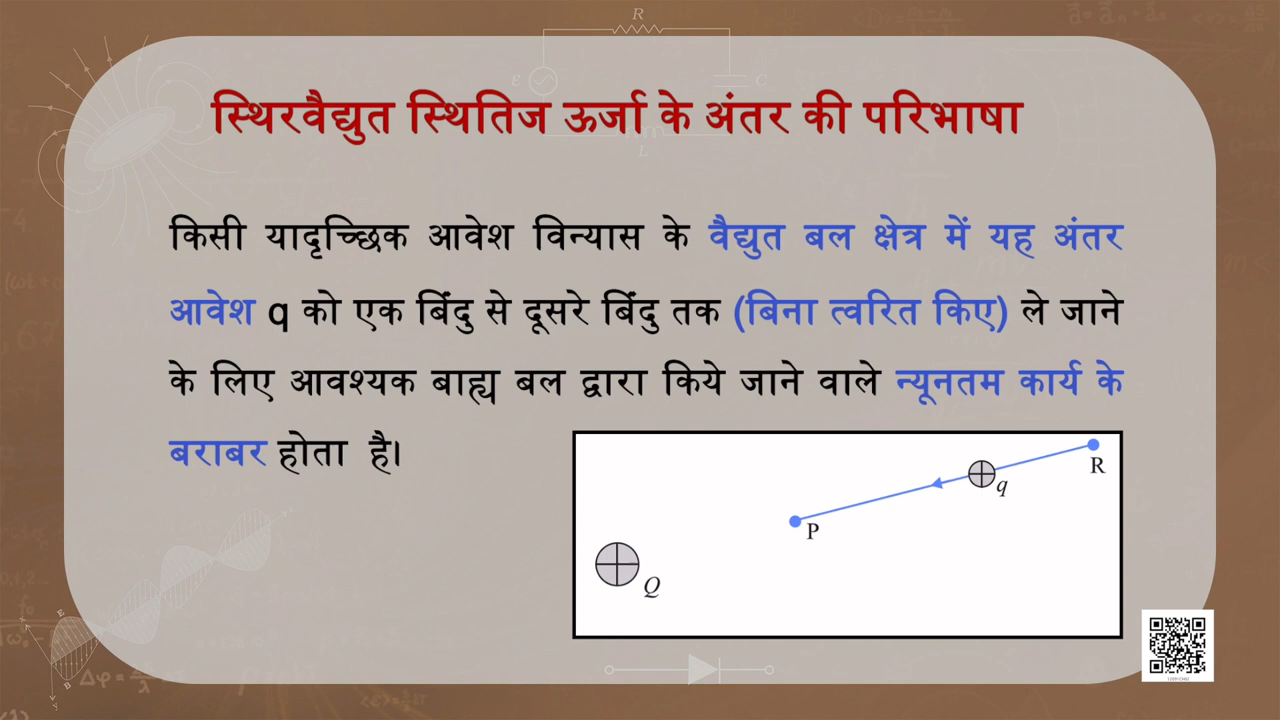 स्थिरवैद्युत स्थितिज ऊर्जा के अंतर की परिभाषा
किसी यादृच्छिक आवेश विन्यास के वैद्युत बल क्षेत्र में यह अंतर
आवेश q को एक बिंदु से दूसरे बिंदु तक (बिना त्वरित किए) ले जाने
के लिए आवश्यक बाह्य बल द्वारा किये जाने वाले न्यूनतम कार्य के
बराबर होता है।
R
q
P
Q
R
ε
C
L
E
B